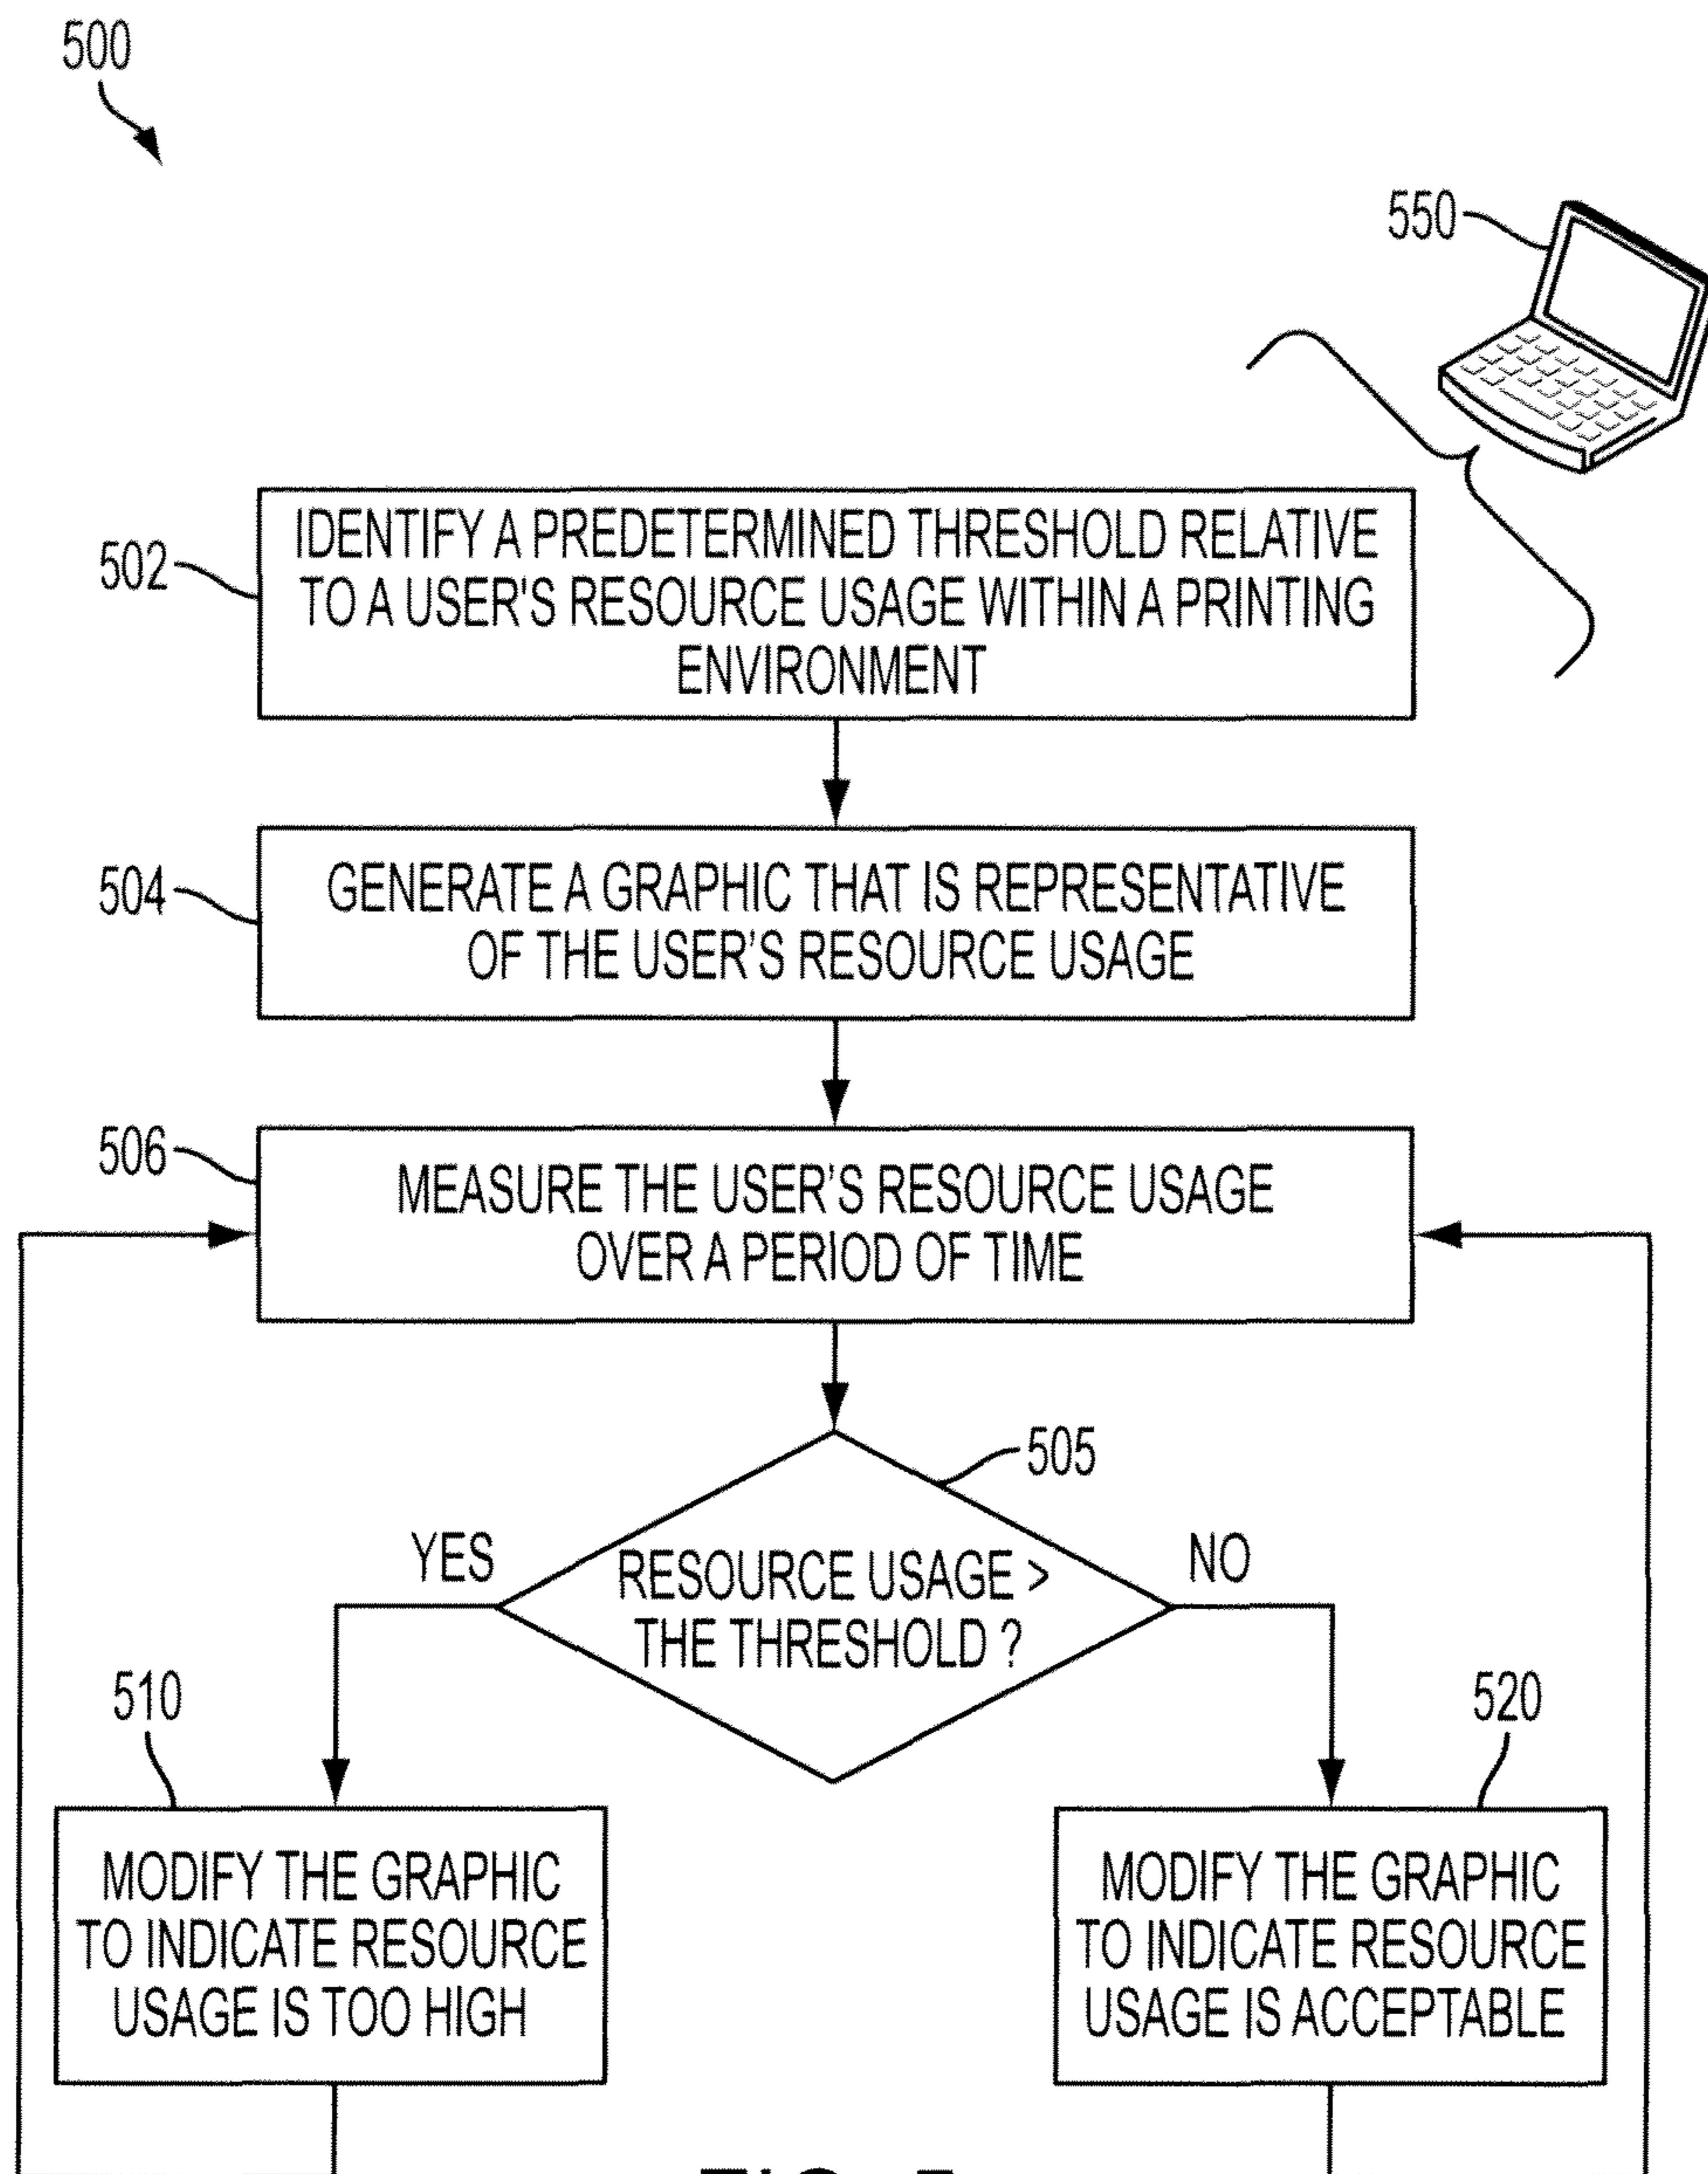 500
550
502
IDENTIFY A PREDETERMINED THRESHOLD RELATIVE
TO A USER'S RESOURCE USAGE WITHIN A PRINTING
ENVIRONMENT
504
GENERATE A GRAPHIC THAT IS REPRESENTATIVE
OF THE USER'S RESOURCE USAGE
506
MEASURE THE USER'S RESOURCE USAGE
OVER A PERIOD OF TIME
505
YES
RESOURCE USAGE >
THE THRESHOLD ?
NO
510
MODIFY THE GRAPHIC
TO INDICATE RESOURCE
USAGE IS TOO HIGH
520
MODIFY THE GRAPHIC
TO INDICATE RESOURCE
USAGE IS ACCEPTABLE